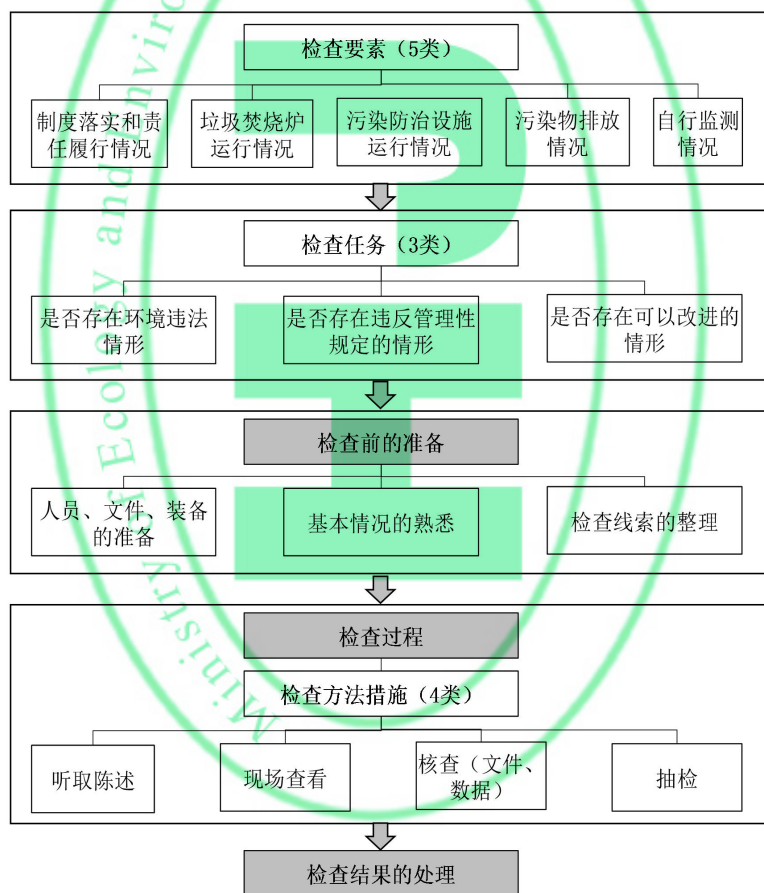 检查要素（5类）
制度落实和责
任履行情况
垃圾焚烧炉
运行情况
污染防治设施
运行情况
污染物排放
情况
自行监测
情况
检查任务（3类）
是否存在环境违法
情形
是否存在违反管理性
规定的情形
是否存在可以改进的
情形
检查前的准备
人员、文件、装备
的准备
基本情况的熟悉
检查线索的整理
检查过程
检查方法措施（4类）
听取陈述
现场查看
核查（文件、
数据）
抽检
检查结果的处理
Ministry of Ecology and Enviro